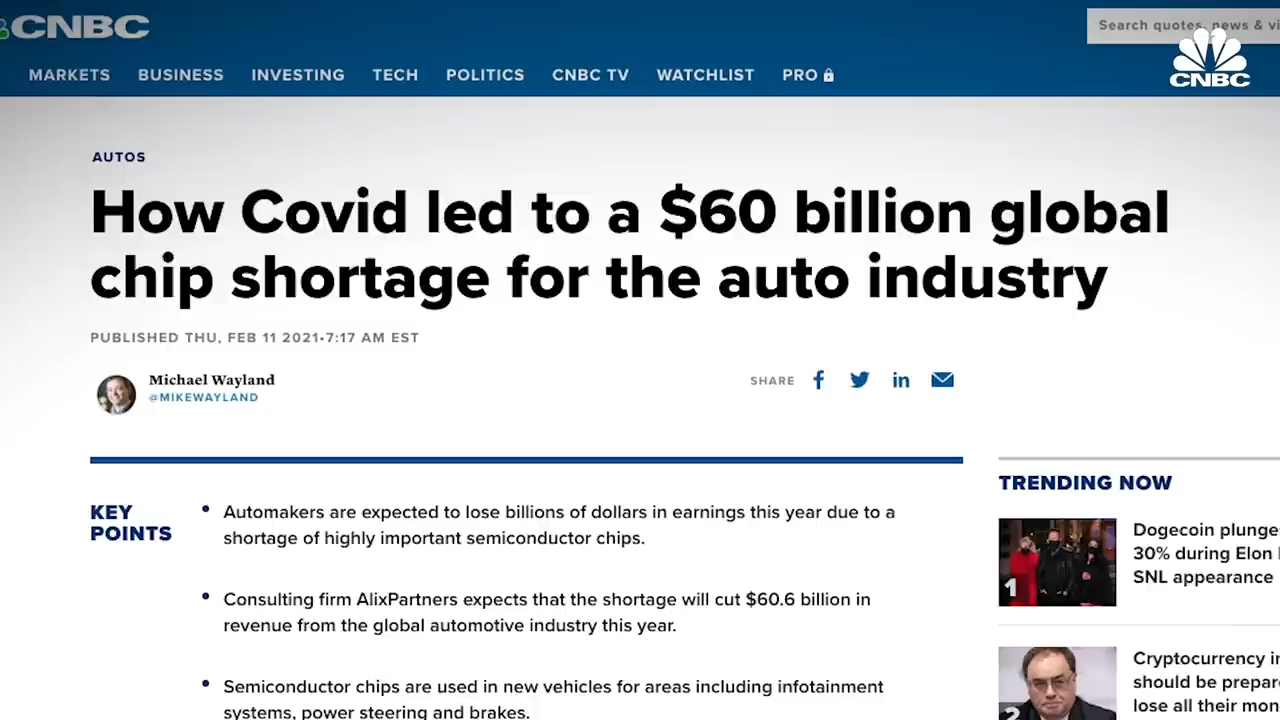 CNBC
Search quotes, news & vi
CNBC
MARKETS BUSINESS INVESTING TECH POLITICS CNBC TV WATCHLIST PRO
AUTOS
How Covid led to a $60 billion global
chip shortage for the auto industry
PUBLISHED THU, FEB 11 2021•7:17 AM EST
Michael Wayland
@MIKEWAYLAND
SHARE
KEY
POINTS
• Automakers are expected to lose billions of dollars in earnings this year due to a
shortage of highly important semiconductor chips.
• Consulting firm AlixPartners expects that the shortage will cut $60.6 billion in
revenue from the global automotive industry this year.
• Semiconductor chips are used in new vehicles for areas including infotainment
systems, power steering and brakes.
TRENDING NOW
1
Dogecoin plunge
30% during Elon
SNL appearance
2
Cryptocurrency in
should be prepar
lose all their mon